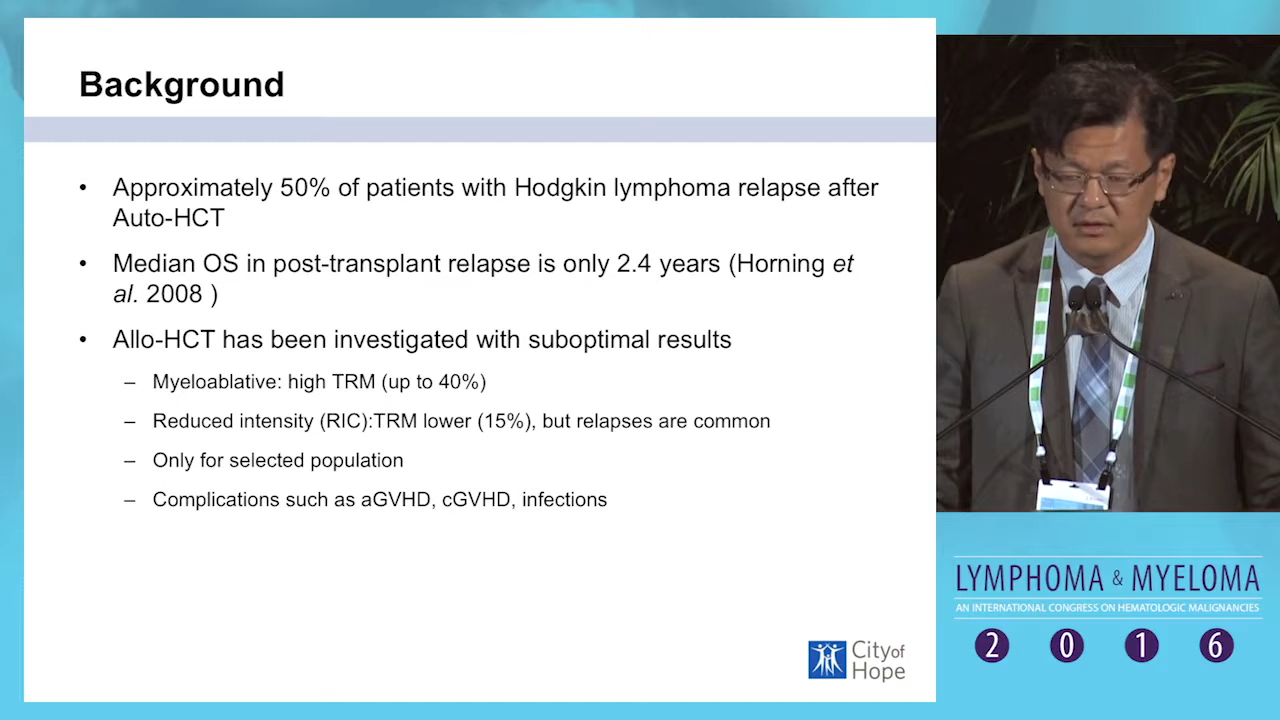 Background
• Approximately 50% of patients with Hodgkin lymphoma relapse after
Auto-HCT
• Median OS in post-transplant relapse is only 2.4 years (Horning et
al. 2008 )
• Allo-HCT has been investigated with suboptimal results
– Myeloablative: high TRM (up to 40%)
– Reduced intensity (RIC):TRM lower (15%), but relapses are common
– Only for selected population
– Complications such as aGVHD, cGVHD, infections
City of
Hope
LYMPHOMA & MYELOMA
AN INTERNATIONAL CONGRESS ON HEMATOLOGIC MALIGNANCIES
2 0 1 6